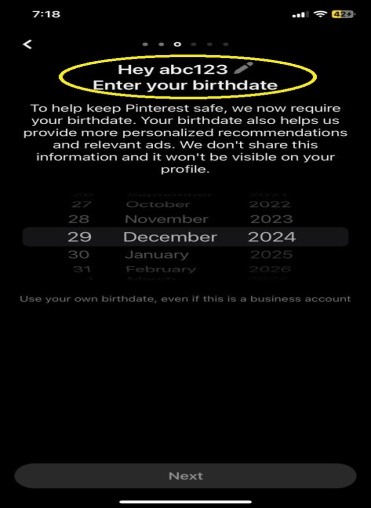 7:18
42
Hey abc123
Enter your birthdate
To help keep Pinterest safe, we now require
your birthdate. Your birthdate also helps us
provide more personalized recommendations
and relevant ads. We don't share this
information and it won't be visible on your
profile.
27 October 2022
28 November 2023
29 December 2024
30 January 2025
31 February 2026
Use your own birthdate, even if this is a business account
Next